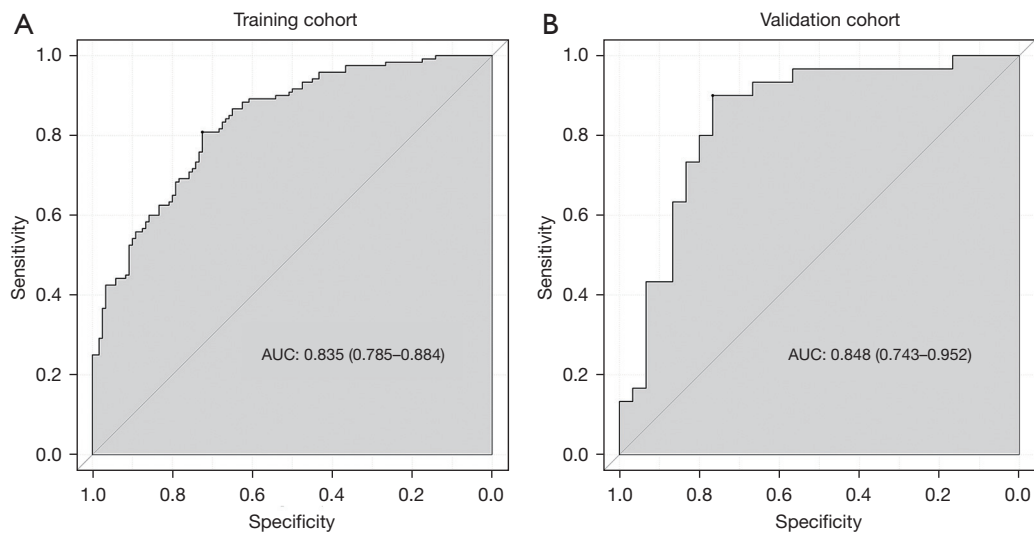 A
Training cohort
1.0
0.8
0.6
0.4
0.2
0.0
Sensitivity
AUC: 0.835 (0.785–0.884)
1.0 0.8 0.6 0.4 0.2 0.0
Specificity
B
Validation cohort
1.0
0.8
0.6
0.4
0.2
0.0
Sensitivity
AUC: 0.848 (0.743–0.952)
1.0 0.8 0.6 0.4 0.2 0.0
Specificity